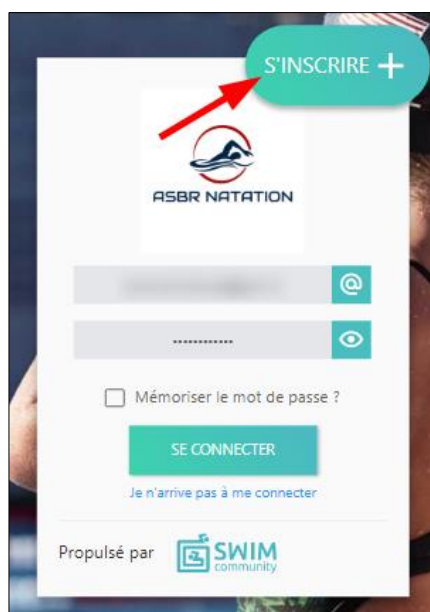 S'INSCRIRE +
ASBR NATATION
@
Mémoriser le mot de passe ?
SE CONNECTER
Je n'arrive pas à me connecter
Propulsé par
SWIM
community